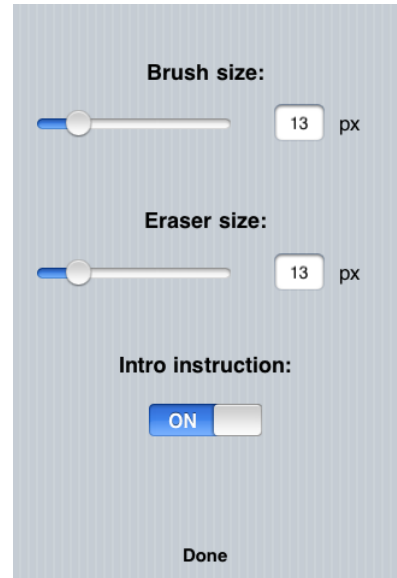 Brush size:
13 px
Eraser size:
13 px
Intro instruction:
ON
Done